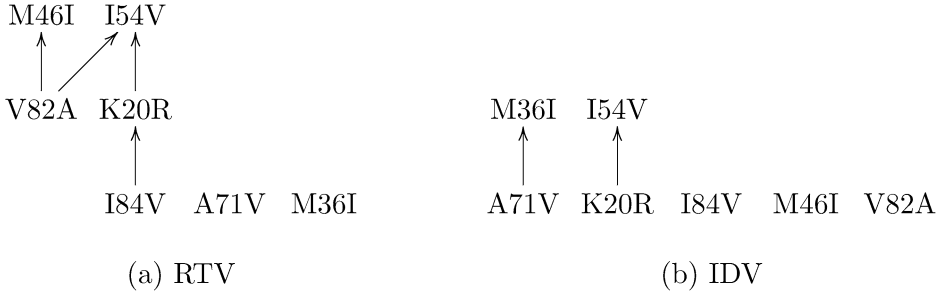 M46I I54V
V82A K20R M36I I54V
I84V A71V M36I A71V K20R I84V M46I V82A
(a) RTV (b) IDV